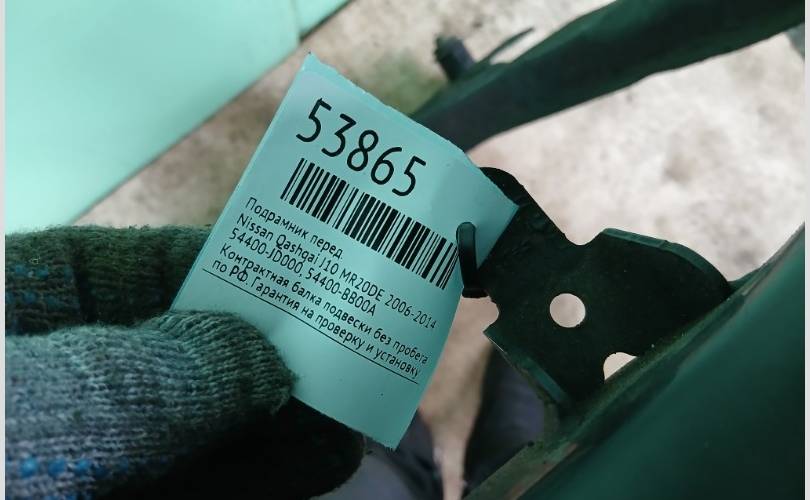 53865
Подрамник перед
Nissan Qashqai J10 MR20DE 2006-2014
54400-JD000, 54400-BB00A
Контрактная балка подвески без пробега
по РФ. Гарантия на проверку и установку